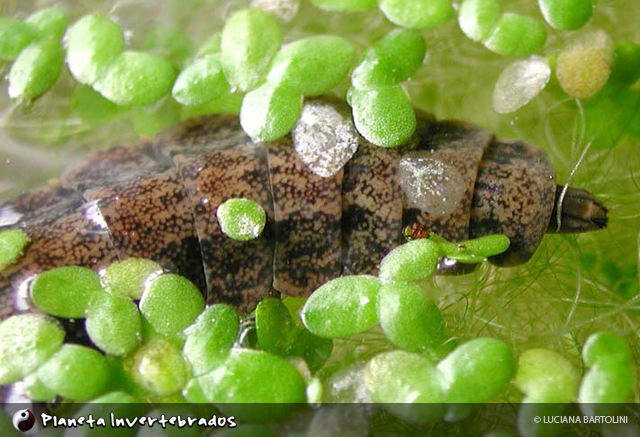 Planeta Invertebrados
© LUCIANA BARTOLINI